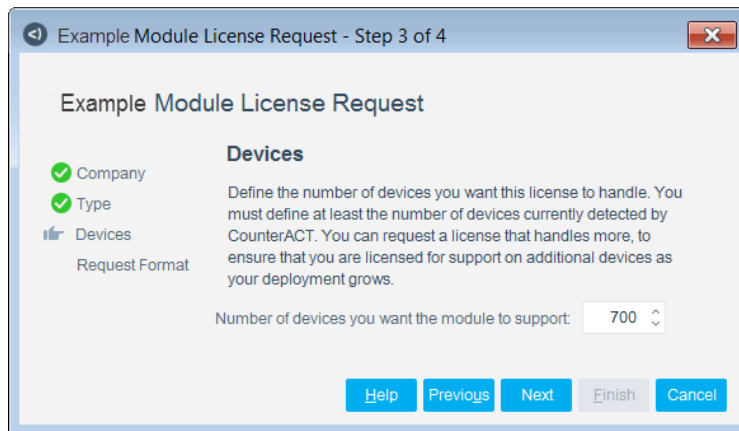 Example Module License Request - Step 3 of 4
Example Module License Request
Company
Type
Devices
Request Format
Devices
Define the number of devices you want this license to handle. You
must define at least the number of devices currently detected by
CounterACT. You can request a license that handles more, to
ensure that you are licensed for support on additional devices as
your deployment grows.
Number of devices you want the module to support: 700
Help Previous Next Finish Cancel